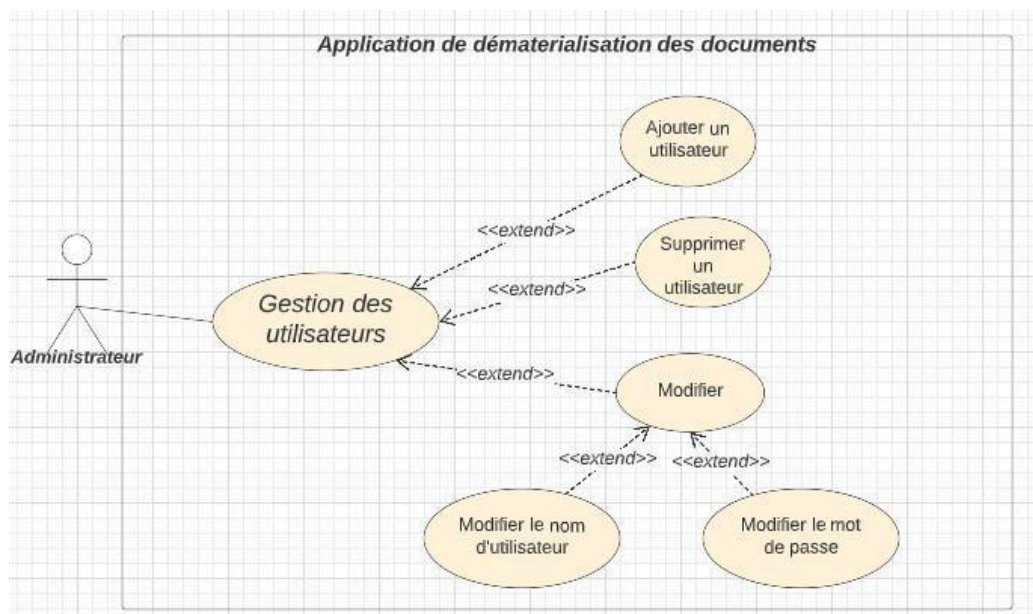 Application de dématerialisation des documents
Ajouter un
utilisateur
<<extend>>
Supprimer
un
utilisateur
<<extend>>
Gestion des
utilisateurs
Administrateur
<<extend>>
Modifier
<<extend>>
<<extend>>
Modifier le nom
d'utilisateur
Modifier le mot
de passe